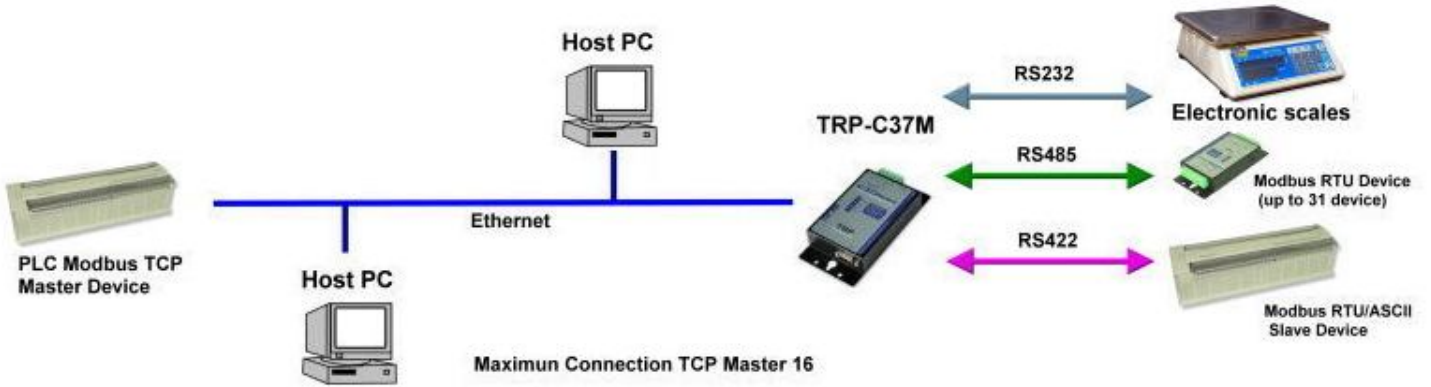 Host PC
RS232
Electronic scales
TRP-C37M
RS485
Modbus RTU Device
(up to 31 device)
Ethernet
RS422
PLC Modbus TCP
Master Device
Host PC
Modbus RTU/ASCII
Slave Device
Maximun Connection TCP Master 16